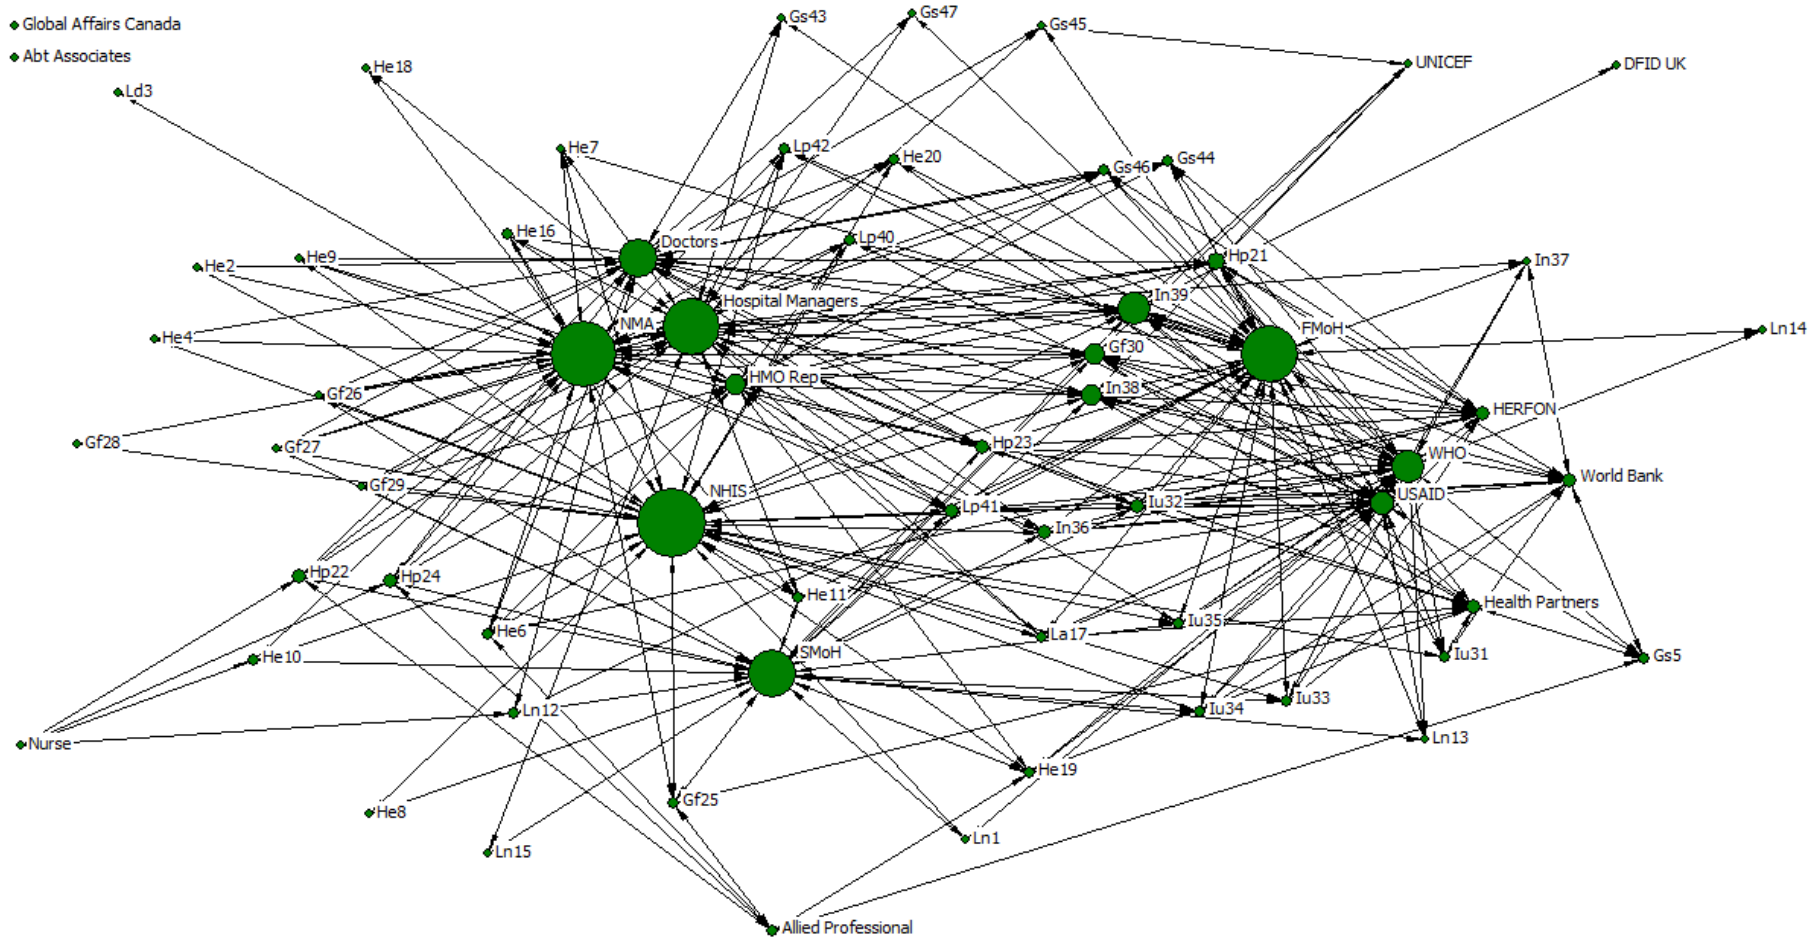 Global Affairs Canada
Abt Associates
Gs43
Gs47
Gs45
UNICEF
DFID UK
He18
Ld3
He7
Lp42
He20
Gs46
Gs44
He16
Doctors
Lp40
Hp21
He9
He2
In37
Hospital Managers
In39
NMA
FMoH
Ln14
He4
Gf30
HMO Rep
In38
Gf26
HERFON
Gf28
Gf27
Hp23
WHO
World Bank
Gf29
NHIS
USAID
Lp41
Iu32
In36
Hp22
Hp24
He11
Health Partners
He6
SMoH
La17
Iu35
Iu31
Gs5
He10
Ln12
Iu34
Iu33
Nurse
Ln13
He19
He8
Gf25
Ln15
Ln1
Allied Professional